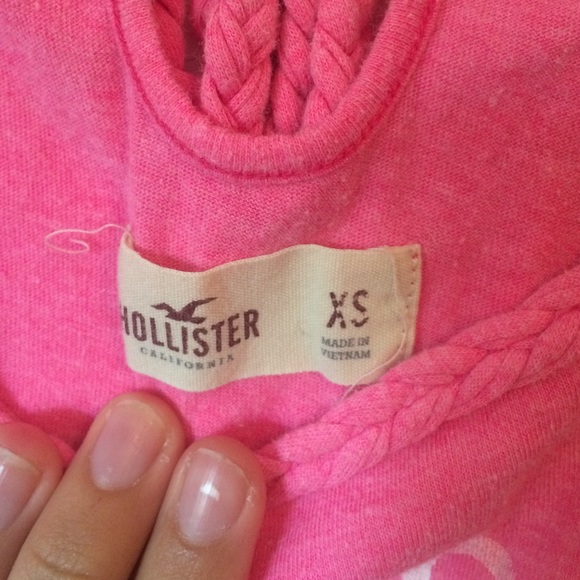 HOLLISTER
CALIFORNIA
XS
MADE IN
VIETNAM